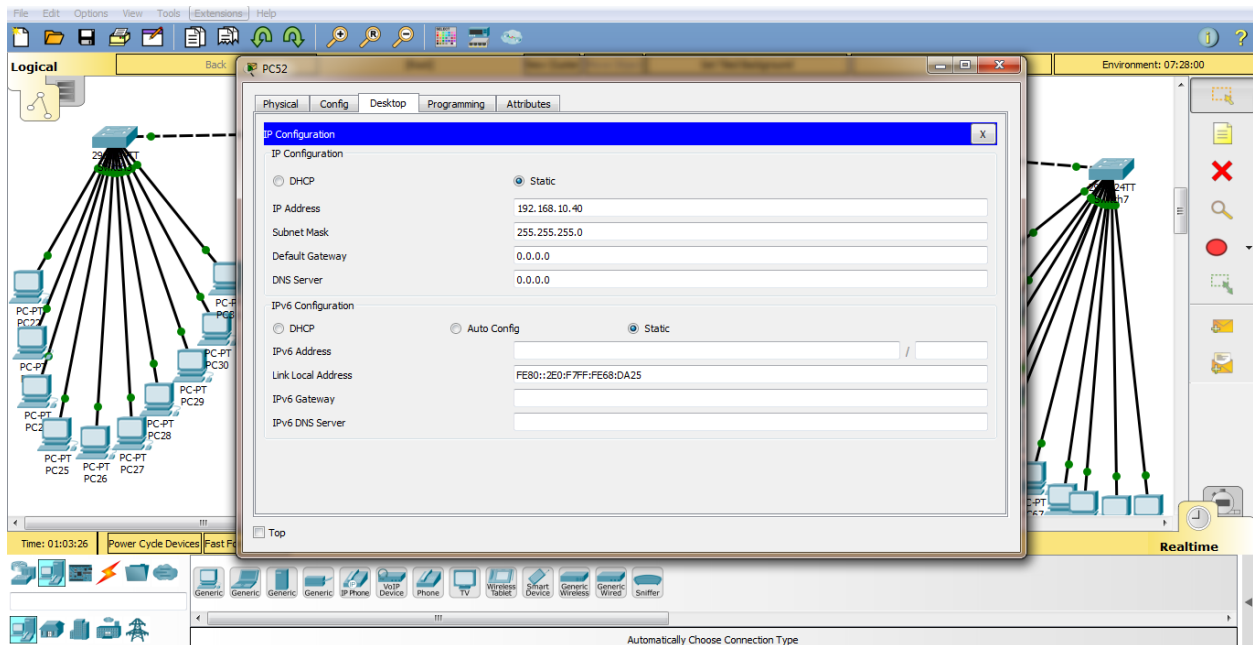 File Edit Options View Tools Extensions Help
Logical
Back
PC52
Environment: 07:28:00
Physical Config Desktop Programming Attributes
IP Configuration
X
IP Configuration
DHCP
Static
IP Address
192.168.10.40
Subnet Mask
255.255.255.0
Default Gateway
0.0.0.0
DNS Server
0.0.0.0
IPv6 Configuration
DHCP
Auto Config
Static
IPv6 Address
/
Link Local Address
FE80::2E0:F7FF:FE68:DA25
IPv6 Gateway
IPv6 DNS Server
Top
24TT
PC-PT
PC-PT
PC30
PC-PT
PC29
PC-PT
PC28
PC-PT
PC-PT
PC25
PC-PT
PC26
PC-PT
PC27
Time: 01:03:26
Power Cycle Devices
Realtime
Generic
Generic
Generic
Generic
IP Phone
VoIP Device
Phone
TV
Wireless Tablet
Smart Device
Generic Wireless
Generic Wired
Sniffer
Automatically Choose Connection Type